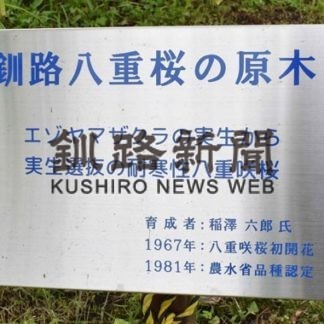 釧路八重桜の原木
エゾヤマザクラの実生から
釧路新聞
実生選抜の耐寒性八重咲桜
KUSHIRO NEWS WEB
育成者：稲澤 六郎 氏
1967年：八重咲桜初開花
1981年：農水省品種認定